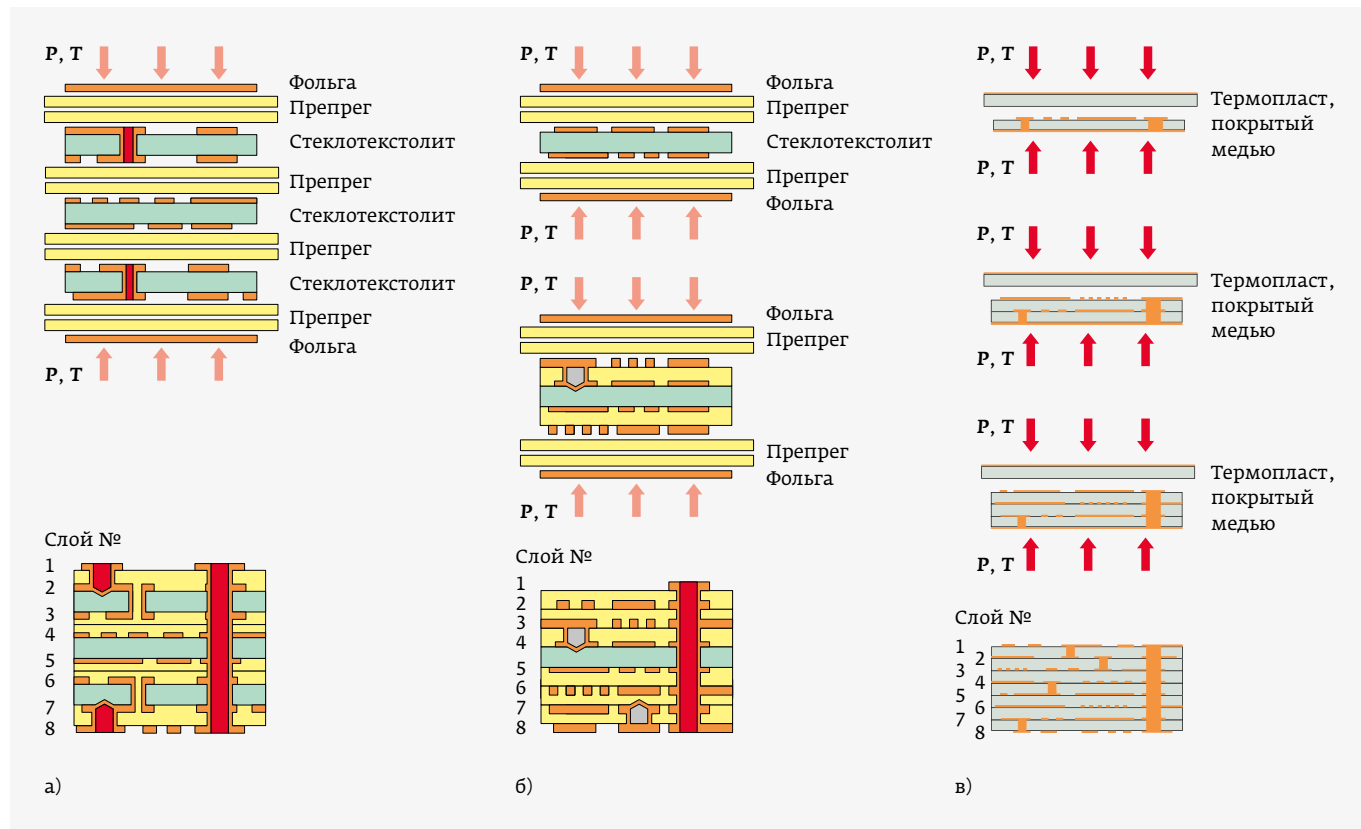 P, T
Фольга
Препрег
Стеклотекстолит
Препрег
Стеклотекстолит
Препрег
Стеклотекстолит
Препрег
Фольга
P, T
Слой №
1
2
3
4
5
6
7
8
а)
P, T
Фольга
Препрег
Стеклотекстолит
Препрег
Фольга
P, T
P, T
Фольга
Препрег
Препрег
Фольга
P, T
Слой №
1
2
3
4
5
6
7
8
б)
P, T
Термопласт,
покрытый
медью
P, T
P, T
Термопласт,
покрытый
медью
P, T
P, T
Термопласт,
покрытый
медью
P, T
Слой №
1
2
3
4
5
6
7
8
в)